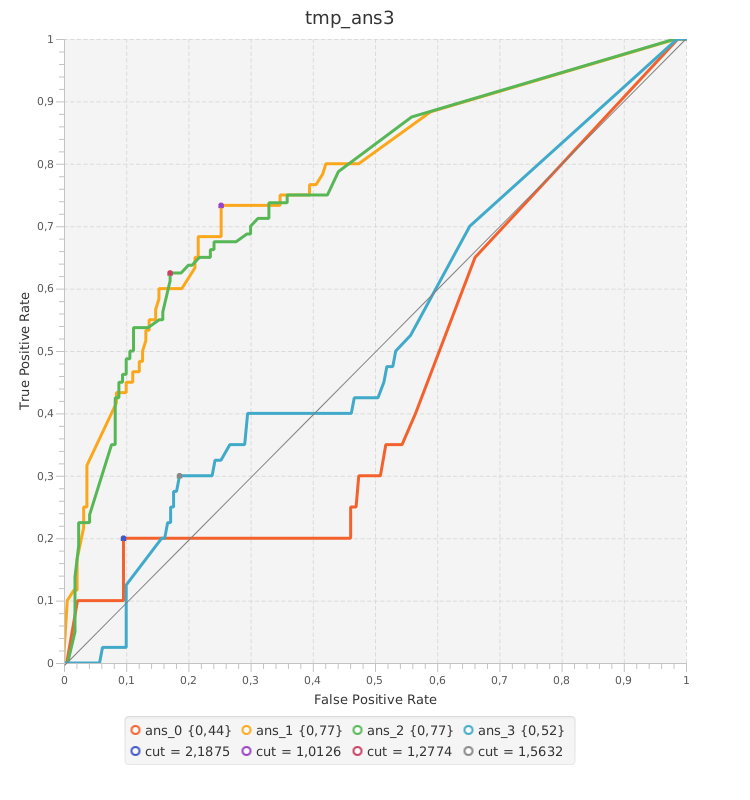 tmp_ans3
1
0,9
0,8
0,7
0,6
0,5
0,4
0,3
0,2
0,1
0
True Positive Rate
0 0,1 0,2 0,3 0,4 0,5 0,6 0,7 0,8 0,9 1
False Positive Rate
ans_0 {0,44} ans_1 {0,77} ans_2 {0,77} ans_3 {0,52}
cut = 2,1875 cut = 1,0126 cut = 1,2774 cut = 1,5632